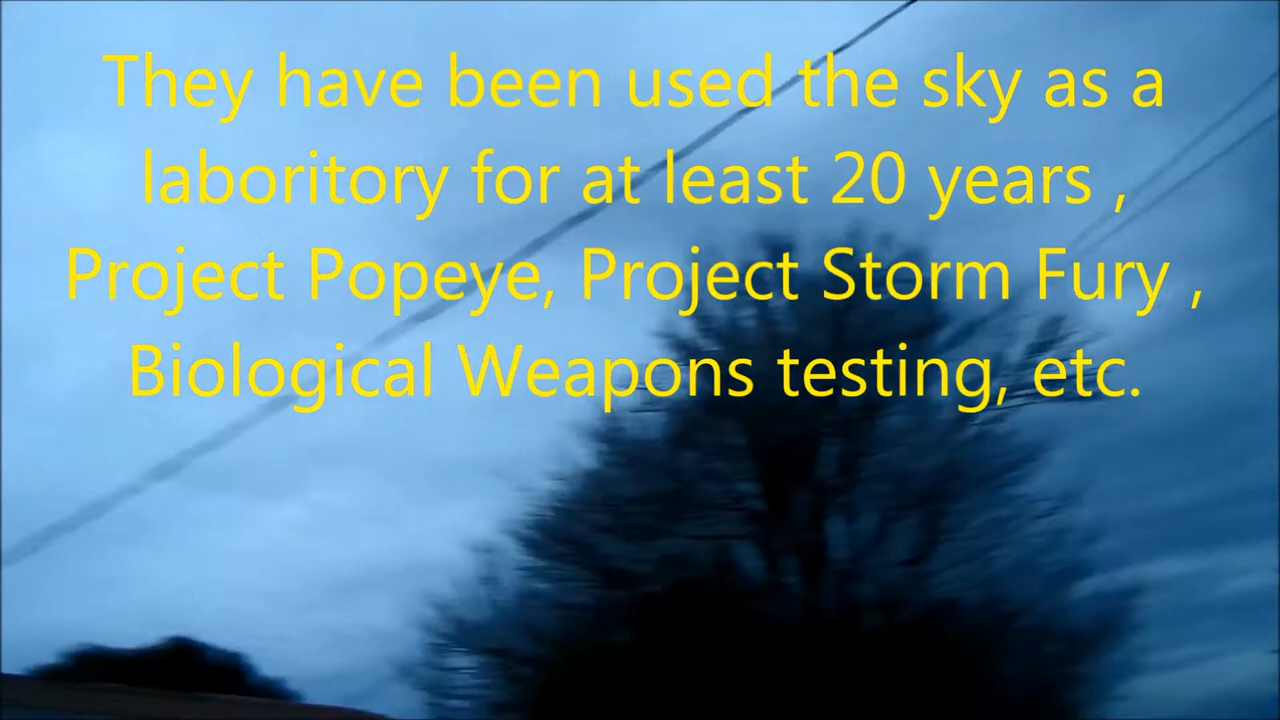 They have been used the sky as a
laboritory for at least 20 years ,
Project Popeye, Project Storm Fury ,
Biological Weapons testing, etc.